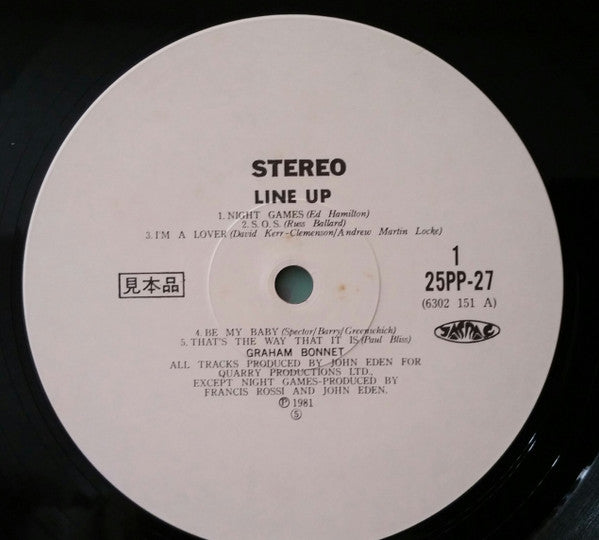 STEREO
LINE UP
1. NIGHT GAMES (Ed Hamilton)
2. S. O. S. (Russ Ballard)
3. I'M A LOVER (David Kerr-Clemenson/Andrew Martin Locke)
1
見本品
25PP-27
(6302 151 A)
JASRAC
4. BE MY BABY (Spector/Barry/Greenwhich)
5. THAT'S THE WAY THAT IT IS (Paul Bliss)
GRAHAM BONNET
ALL TRACKS PRODUCED BY JOHN EDEN FOR
QUARRY PRODUCTIONS LTD.,
EXCEPT NIGHT GAMES-PRODUCED BY
FRANCIS ROSSI AND JOHN EDEN.
Ⓟ 1981
Ⓢ